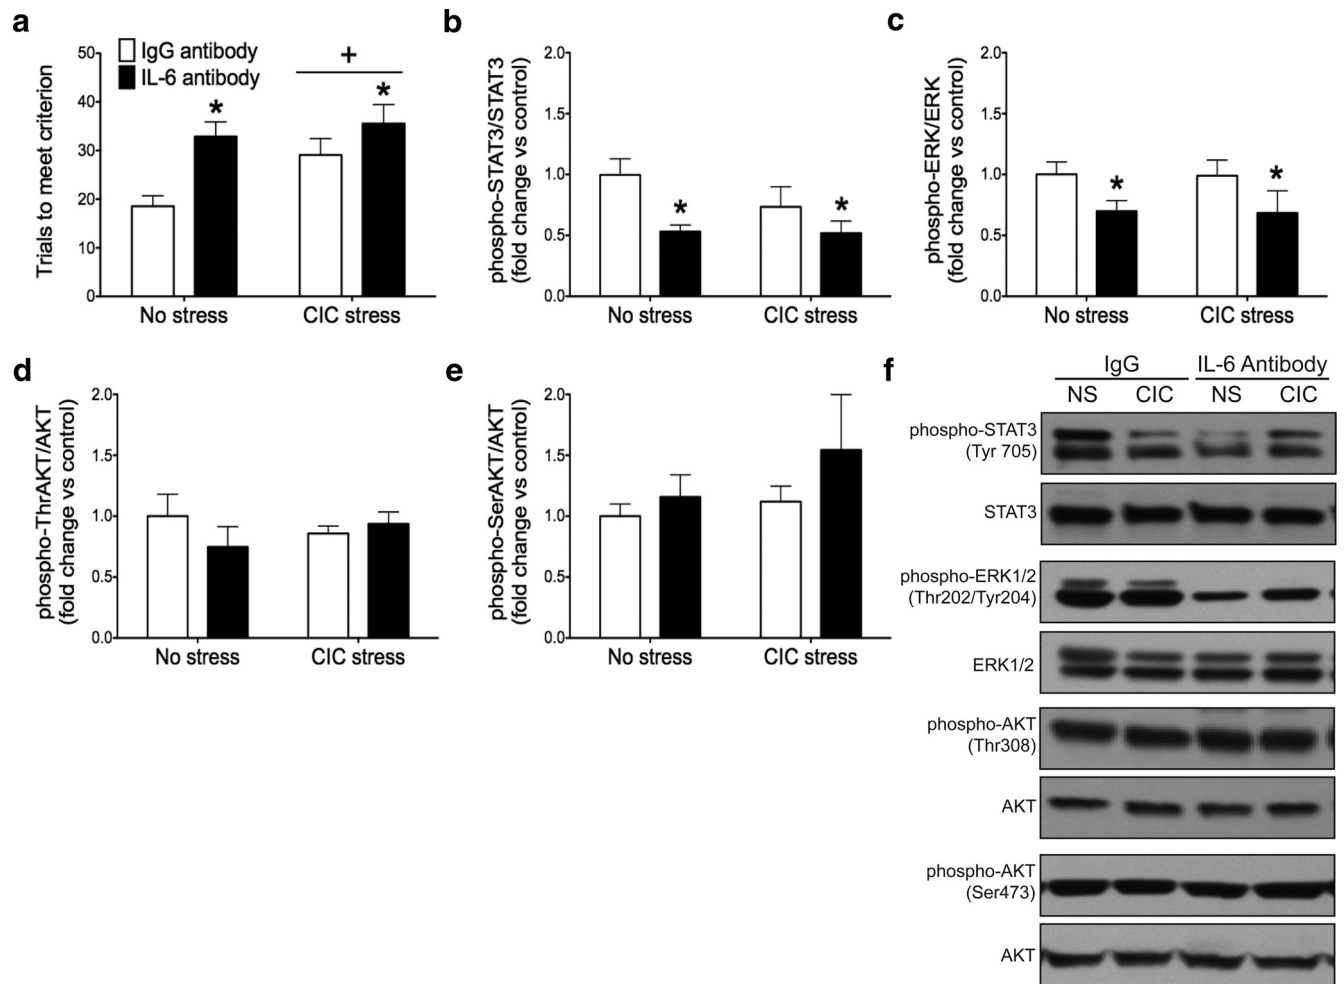 a
Trials to meet criterion
50
40
30
20
10
0
IgG antibody
IL-6 antibody
*
+
*
No stress
CIC stress
b
phospho-STAT3/STAT3
(fold change vs control)
2.0
1.5
1.0
0.5
0.0
*
*
No stress
CIC stress
c
phospho-ERK/ERK
(fold change vs control)
2.0
1.5
1.0
0.5
0.0
*
*
No stress
CIC stress
d
phospho-ThrAKT/AKT
(fold change vs control)
2.0
1.5
1.0
0.5
0.0
No stress
CIC stress
e
phospho-SerAKT/AKT
(fold change vs control)
2.0
1.5
1.0
0.5
0.0
No stress
CIC stress
f
IgG IL-6 Antibody
NS CIC NS CIC
phospho-STAT3
(Tyr 705)
STAT3
phospho-ERK1/2
(Thr202/Tyr204)
ERK1/2
phospho-AKT
(Thr308)
AKT
phospho-AKT
(Ser473)
AKT